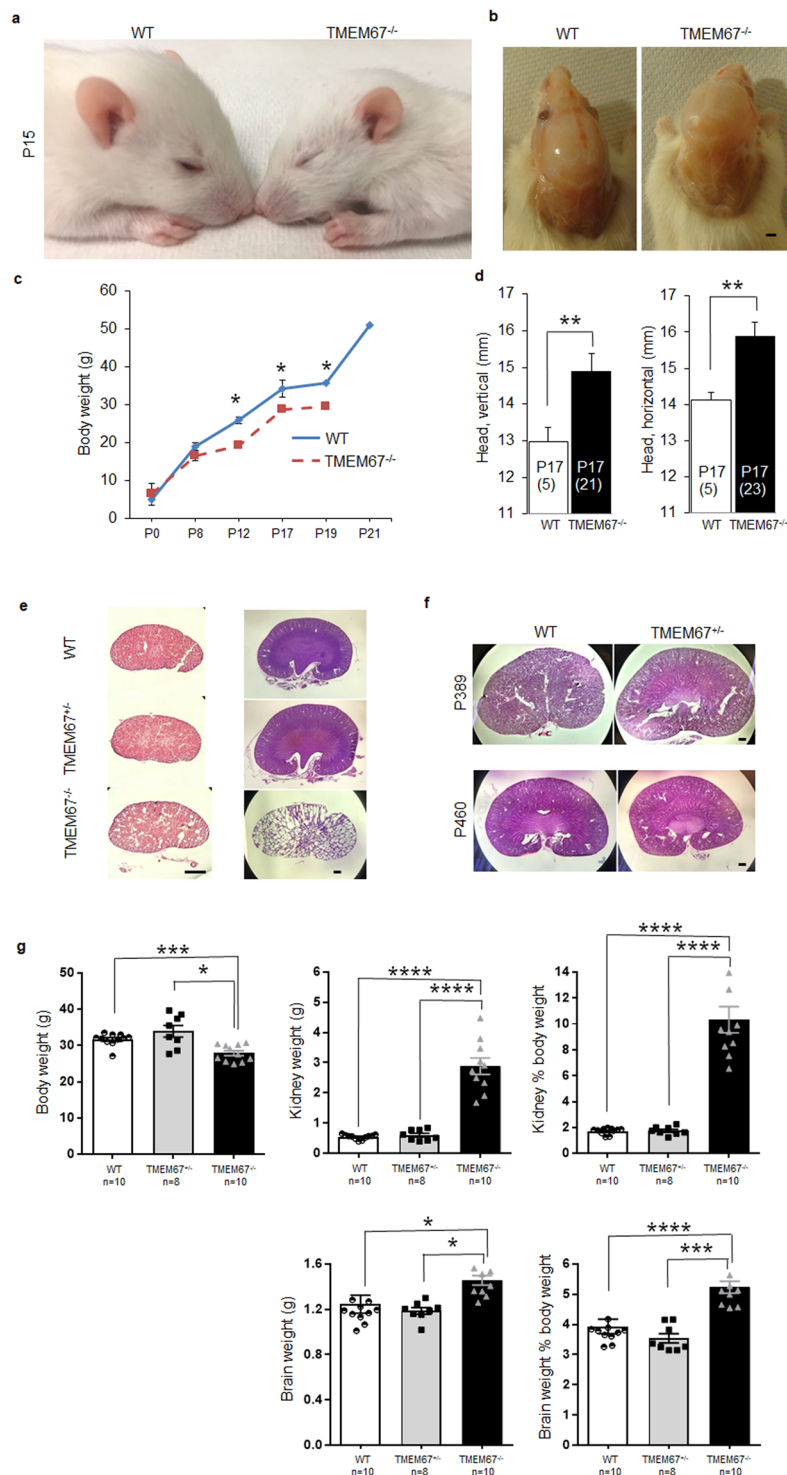 a
WT TMEM67-/-
P15
b
WT TMEM67-/-
c
Body weight (g)
60
50
40
30
20
10
0
* * *
WT
TMEM67-/-
P0 P8 P12 P17 P19 P21
d
Head, vertical (mm)
17
16
15
14
13
12
11
**
P17 (5)
P17 (21)
WT TMEM67-/-
Head, horizontal (mm)
17
16
15
14
13
12
11
**
P17 (5)
P17 (23)
WT TMEM67-/-
e
WT
TMEM67+/-
TMEM67-/-
f
WT TMEM67+/-
P389
P460
g
Body weight (g)
50
40
30
20
10
0
***
*
WT TMEM67+/- TMEM67-/-
n=10 n=8 n=10
Kidney weight (g)
6
5
4
3
2
1
0
****
****
WT TMEM67+/- TMEM67-/-
n=10 n=8 n=10
Kidney % body weight
14
12
10
8
6
4
2
0
****
****
WT TMEM67+/- TMEM67-/-
n=10 n=8 n=10
Brain weight (g)
1.6
1.2
0.8
0.4
0.0
*
*
WT TMEM67+/- TMEM67-/-
n=10 n=8 n=10
Brain weight % body weight
6
5
4
3
2
1
0
****
***
WT TMEM67+/- TMEM67-/-
n=10 n=8 n=10